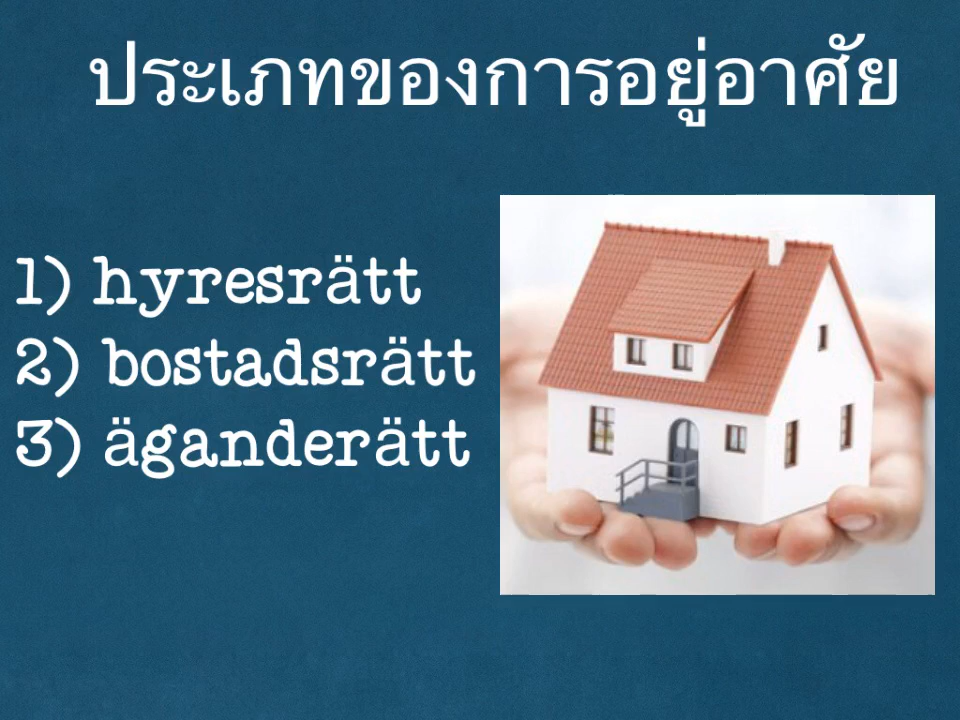 ประเภทของการอยู่อาศัย
1) hyresrätt
2) bostadsrätt
3) äganderätt